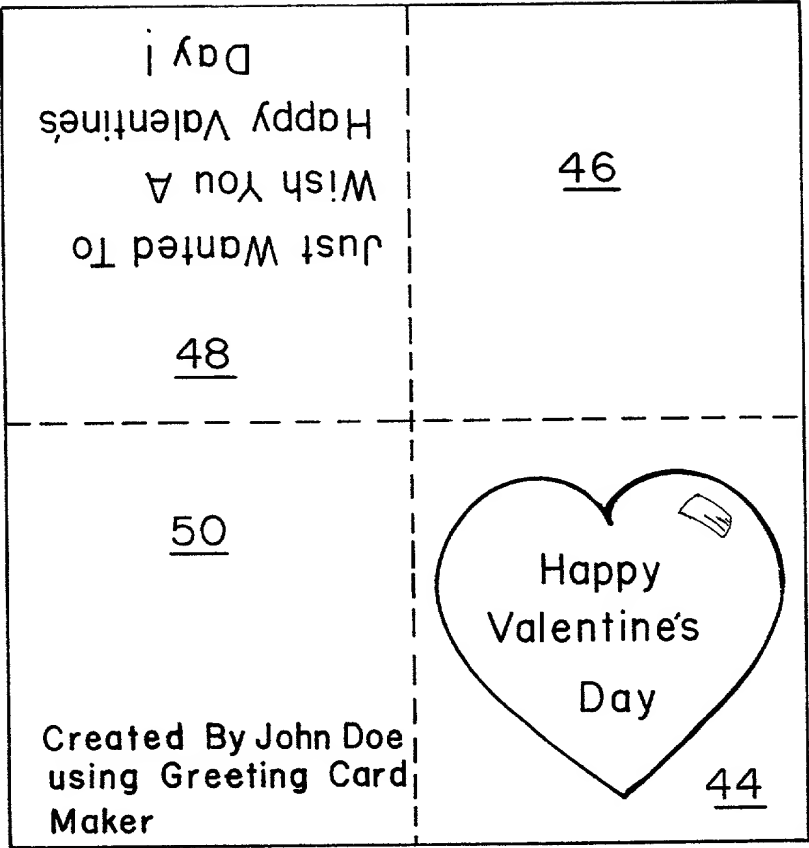 Just Wanted To
Wish You A
Happy Valentine's
Day!
48
46
50
Created By John Doe
using Greeting Card
Maker
Happy
Valentine's
Day
44